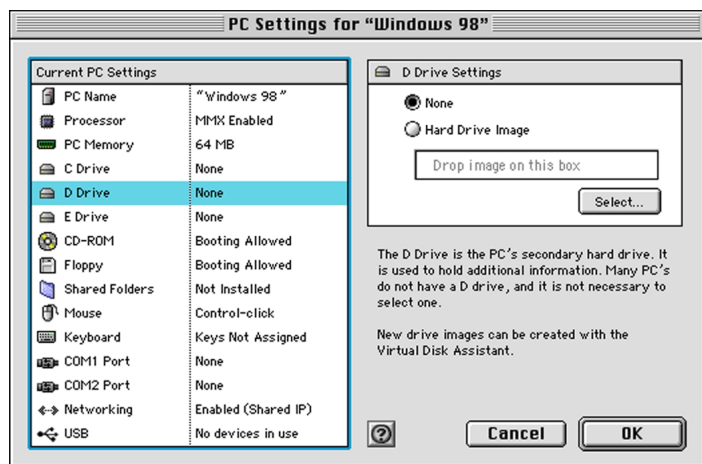 PC Settings for “Windows 98”
Current PC Settings
PC Name “Windows 98”
Processor MMX Enabled
PC Memory 64 MB
C Drive None
D Drive None
E Drive None
CD-ROM Booting Allowed
Floppy Booting Allowed
Shared Folders Not Installed
Mouse Control-click
Keyboard Keys Not Assigned
COM1 Port None
COM2 Port None
Networking Enabled (Shared IP)
USB No devices in use
D Drive Settings
None
Hard Drive Image
Drop image on this box
Select...
The D Drive is the PC's secondary hard drive. It
is used to hold additional information. Many PC's
do not have a D drive, and it is not necessary to
select one.
New drive images can be created with the
Virtual Disk Assistant.
?
Cancel
OK